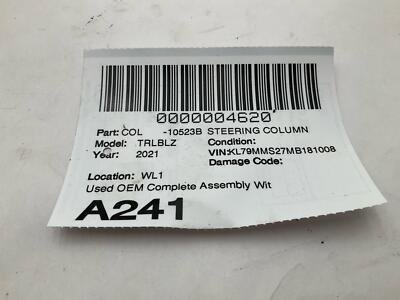 0000004620
Part: COL -10523B STEERING COLUMN
Model: TRLBLZ Condition:
Year: 2021 VIN:KL79MMS27MB181008
Damage Code:
Location: WL1
Used OEM Complete Assembly Wit
A241